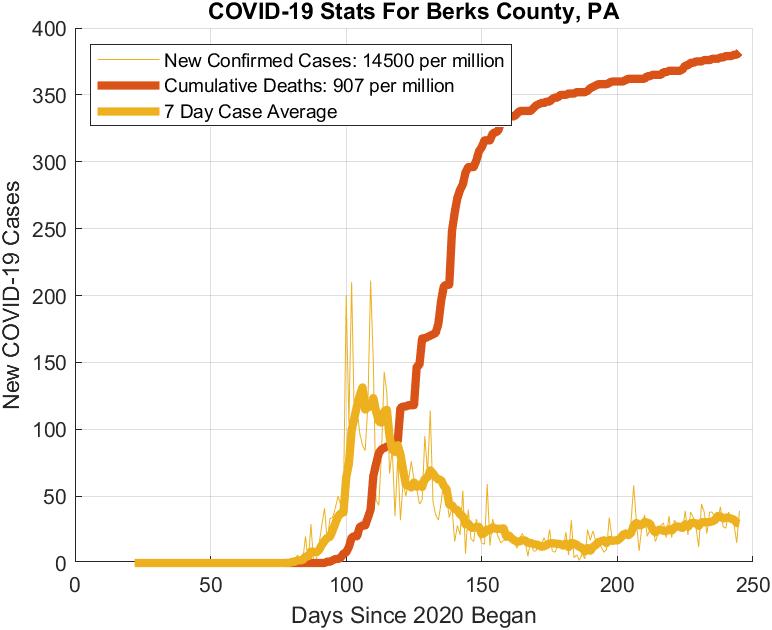 COVID-19 Stats For Berks County, PA
400
350
300
250
200
150
100
50
0
New COVID-19 Cases
New Confirmed Cases: 14500 per million
Cumulative Deaths: 907 per million
7 Day Case Average
0 50 100 150 200 250
Days Since 2020 Began